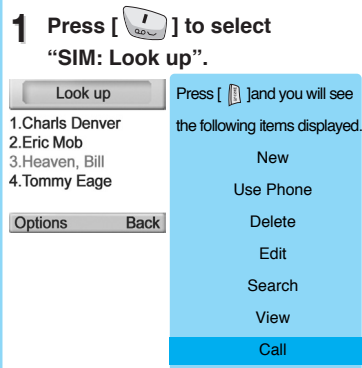 1 Press [ 1 ] to select
“SIM: Look up”.
Look up
1.Charls Denver
2.Eric Mob
3.Heaven, Bill
4.Tommy Eage
Options Back
Press [ ]and you will see
the following items displayed.
New
Use Phone
Delete
Edit
Search
View
Call